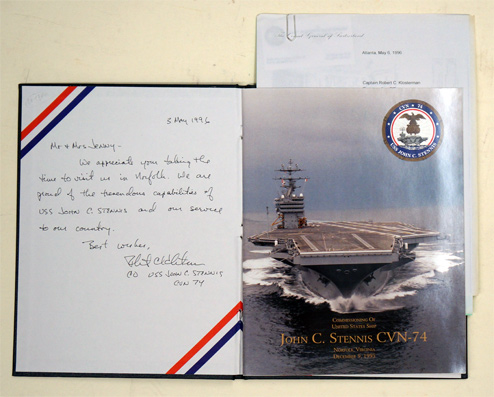 3 May 1996
Mr & Mrs Jenny-
We appreciate you taking the
time to visit us in Norfolk. We are
proud of the tremendous capabilities of
USS JOHN C. STENNIS and our service
to our country.
Best wishes,
CO USS JOHN C STENNIS
CVN 74
of Switzerland
Atlanta, May 6, 1996
Captain Robert C. Klosterman
CVN 74
USS JOHN C. STENNIS
COMMISSIONING OF
UNITED STATES SHIP
JOHN C. STENNIS CVN-74
NORFOLK, VIRGINIA
DECEMBER 9, 1995